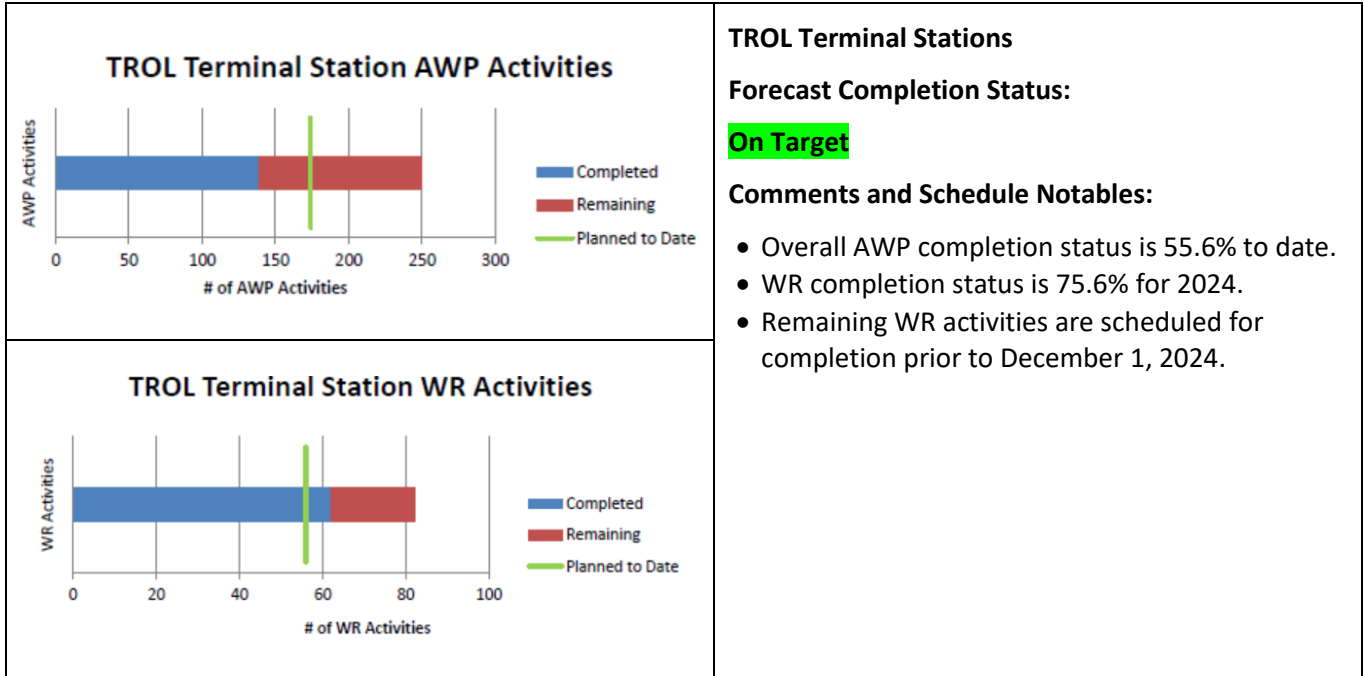 TROL Terminal Station AWP Activities
AWP Activities
Completed
Remaining
Planned to Date
0 50 100 150 200 250 300
# of AWP Activities
TROL Terminal Station WR Activities
WR Activities
Completed
Remaining
Planned to Date
0 20 40 60 80 100
# of WR Activities
TROL Terminal Stations
Forecast Completion Status:
On Target
Comments and Schedule Notables:
• Overall AWP completion status is 55.6% to date.
• WR completion status is 75.6% for 2024.
• Remaining WR activities are scheduled for
completion prior to December 1, 2024.